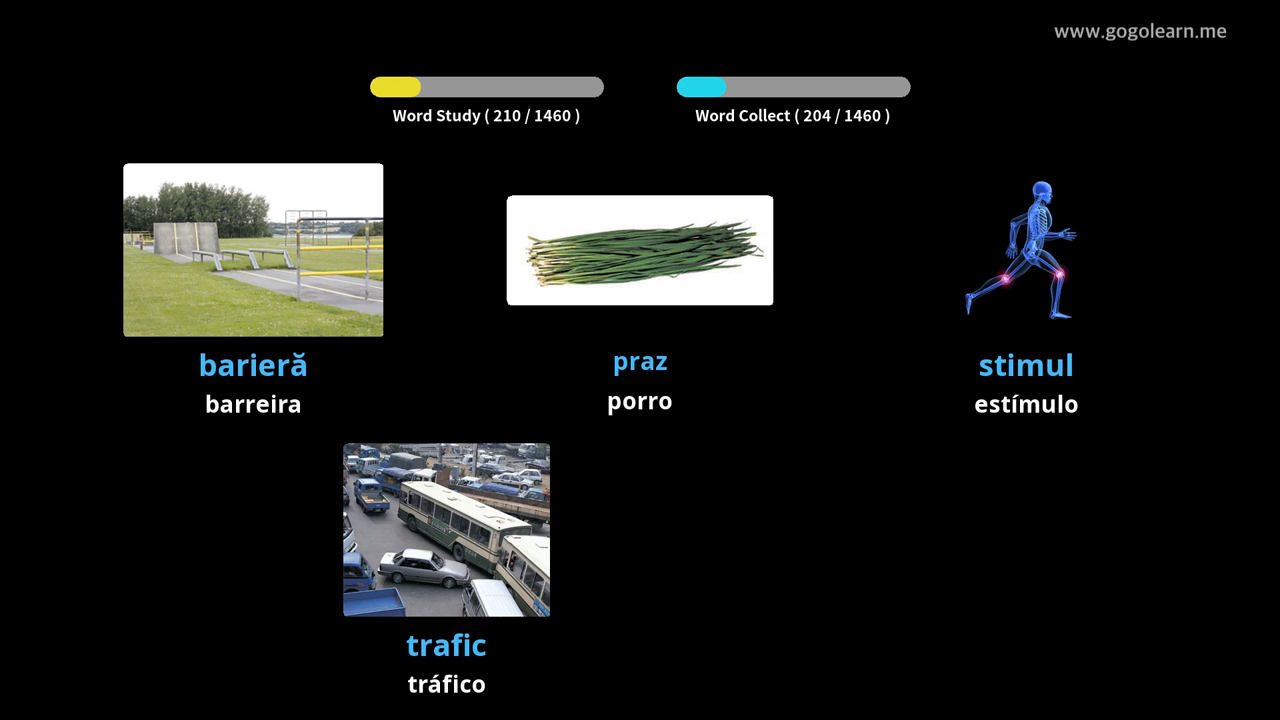 www.gogolearn.me
Word Study ( 210 / 1460 )
Word Collect ( 204 / 1460 )
barieră
barreira
praz
porro
stimul
estímulo
trafic
tráfico